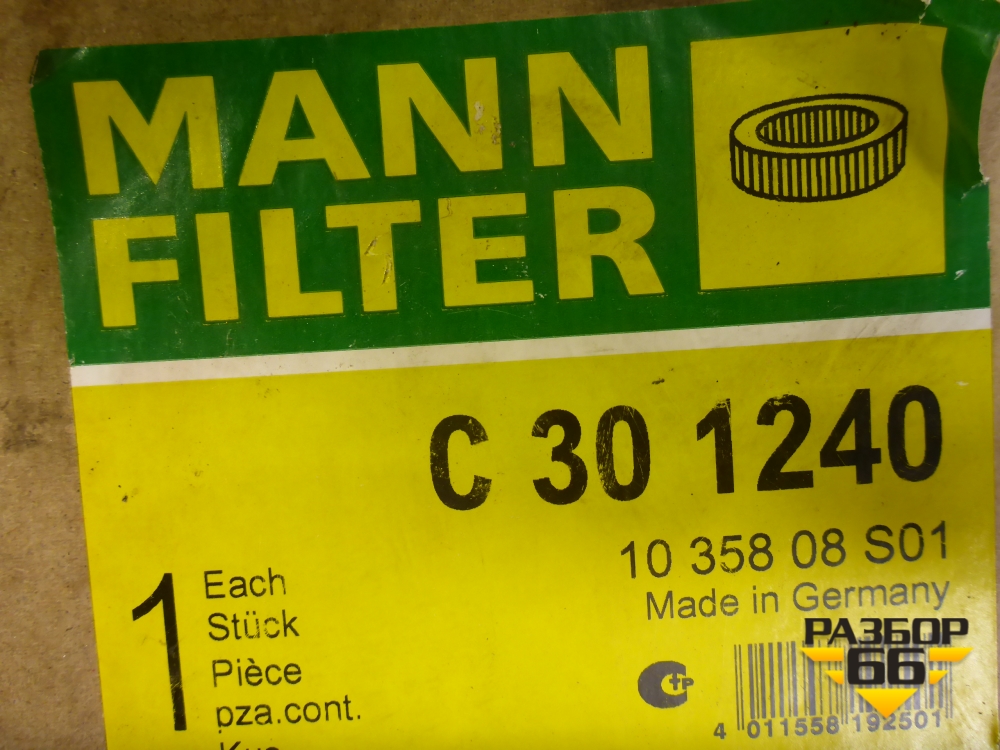 MANN
FILTER
C 30 1240
10 358 08 S01
Made in Germany
1
Each
Stück
Pièce
pza.cont.
РАЗБОР
66
4 011558 192501